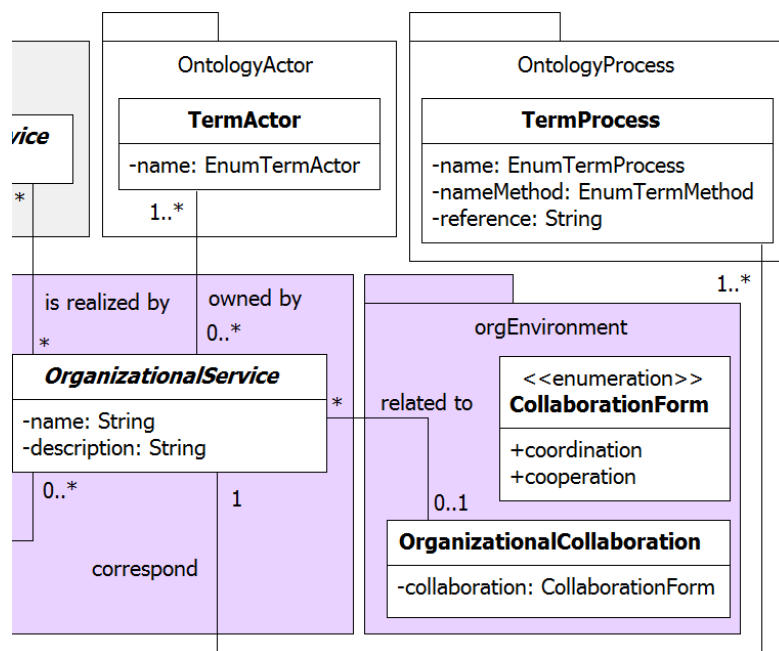 OntologyActor
TermActor
-name: EnumTermActor
OntologyProcess
TermProcess
-name: EnumTermProcess
-nameMethod: EnumTermMethod
-reference: String
*
1..*
is realized by
owned by
1..*
*
0..*
OrganizationalService
-name: String
-description: String
*
0..*
1
correspond
orgEnvironment
related to
<<enumeration>>
CollaborationForm
+coordination
+cooperation
0..1
OrganizationalCollaboration
-collaboration: CollaborationForm